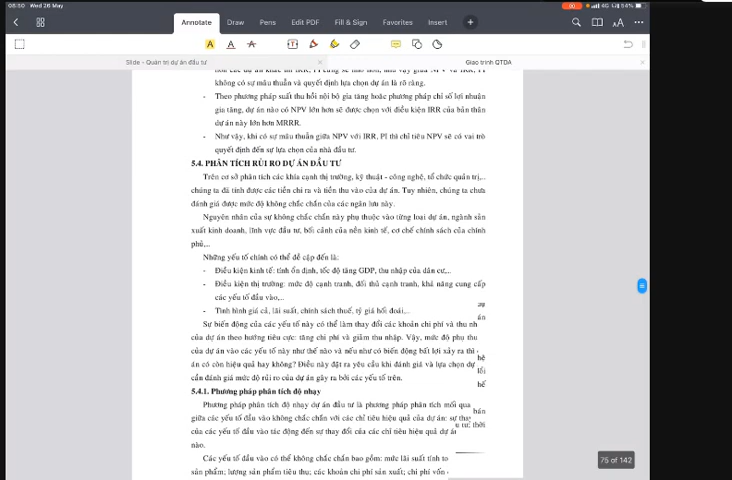 08:50 Wed 26 May
4G 54%
Annotate Draw Pens Edit PDF Fill & Sign Favorites Insert
Slide - Quản trị dự án đầu tư
Giáo trình QTDA
không có sự mâu thuẫn và quyết định lựa chọn dự án là rõ ràng.
- Theo phương pháp suất thu hồi nội bộ gia tăng hoặc phương pháp chỉ số lợi nhuận
gia tăng, dự án nào có NPV lớn hơn sẽ được chọn với điều kiện IRR của bản thân
dự án này lớn hơn MRRR.
- Như vậy, khi có sự mâu thuẫn giữa NPV với IRR, PI thì chỉ tiêu NPV sẽ có vai trò
quyết định đến sự lựa chọn của nhà đầu tư.
5.4. PHÂN TÍCH RỦI RO DỰ ÁN ĐẦU TƯ
Trên cơ sở phân tích các khía cạnh thị trường, kỹ thuật - công nghệ, tổ chức quản trị,...
chúng ta đã tính được các tiền chi ra và tiền thu vào của dự án. Tuy nhiên, chúng ta chưa
đánh giá được mức độ không chắc chắn của các ngân lưu này.
Nguyên nhân của sự không chắc chắn này phụ thuộc vào từng loại dự án, ngành sản
xuất kinh doanh, lĩnh vực đầu tư, bối cảnh của nền kinh tế, cơ chế chính sách của chính
phủ,...
Những yếu tố chính có thể đề cập đến là:
- Điều kiện kinh tế: tính ổn định, tốc độ tăng GDP, thu nhập của dân cư,...
- Điều kiện thị trường: mức độ cạnh tranh, đối thủ cạnh tranh, khả năng cung cấp
các yếu tố đầu vào,...
- Tình hình giá cả, lãi suất, chính sách thuế, tỷ giá hối đoái,...
Sự biến động của các yếu tố này có thể làm thay đổi các khoản chi phí và thu nh
của dự án theo hướng tiêu cực: tăng chi phí và giảm thu nhập. Vậy, mức độ phụ thu
của dự án vào các yếu tố này như thế nào và nếu như có biến động bất lợi xảy ra thì
án có còn hiệu quả hay không? Điều này đặt ra yêu cầu khi đánh giá và lựa chọn dự
cần đánh giá mức độ rủi ro của dự án gây ra bởi các yếu tố trên.
5.4.1. Phương pháp phân tích độ nhạy
Phương pháp phân tích độ nhạy dự án đầu tư là phương pháp phân tích mối qua
giữa các yếu tố đầu vào không chắc chắn với các chỉ tiêu hiệu quả của dự án: sự tha
của các yếu tố đầu vào tác động đến sự thay đổi của các chỉ tiêu hiệu quả dự á
nào.
Các yếu tố đầu vào có thể không chắc chắn bao gồm: mức lãi suất tính to
sản phẩm; lượng sản phẩm tiêu thụ; các khoản chi phí sản xuất; chi phí vốn
án
hệ
hế
bán
u tư: thời
75 of 142